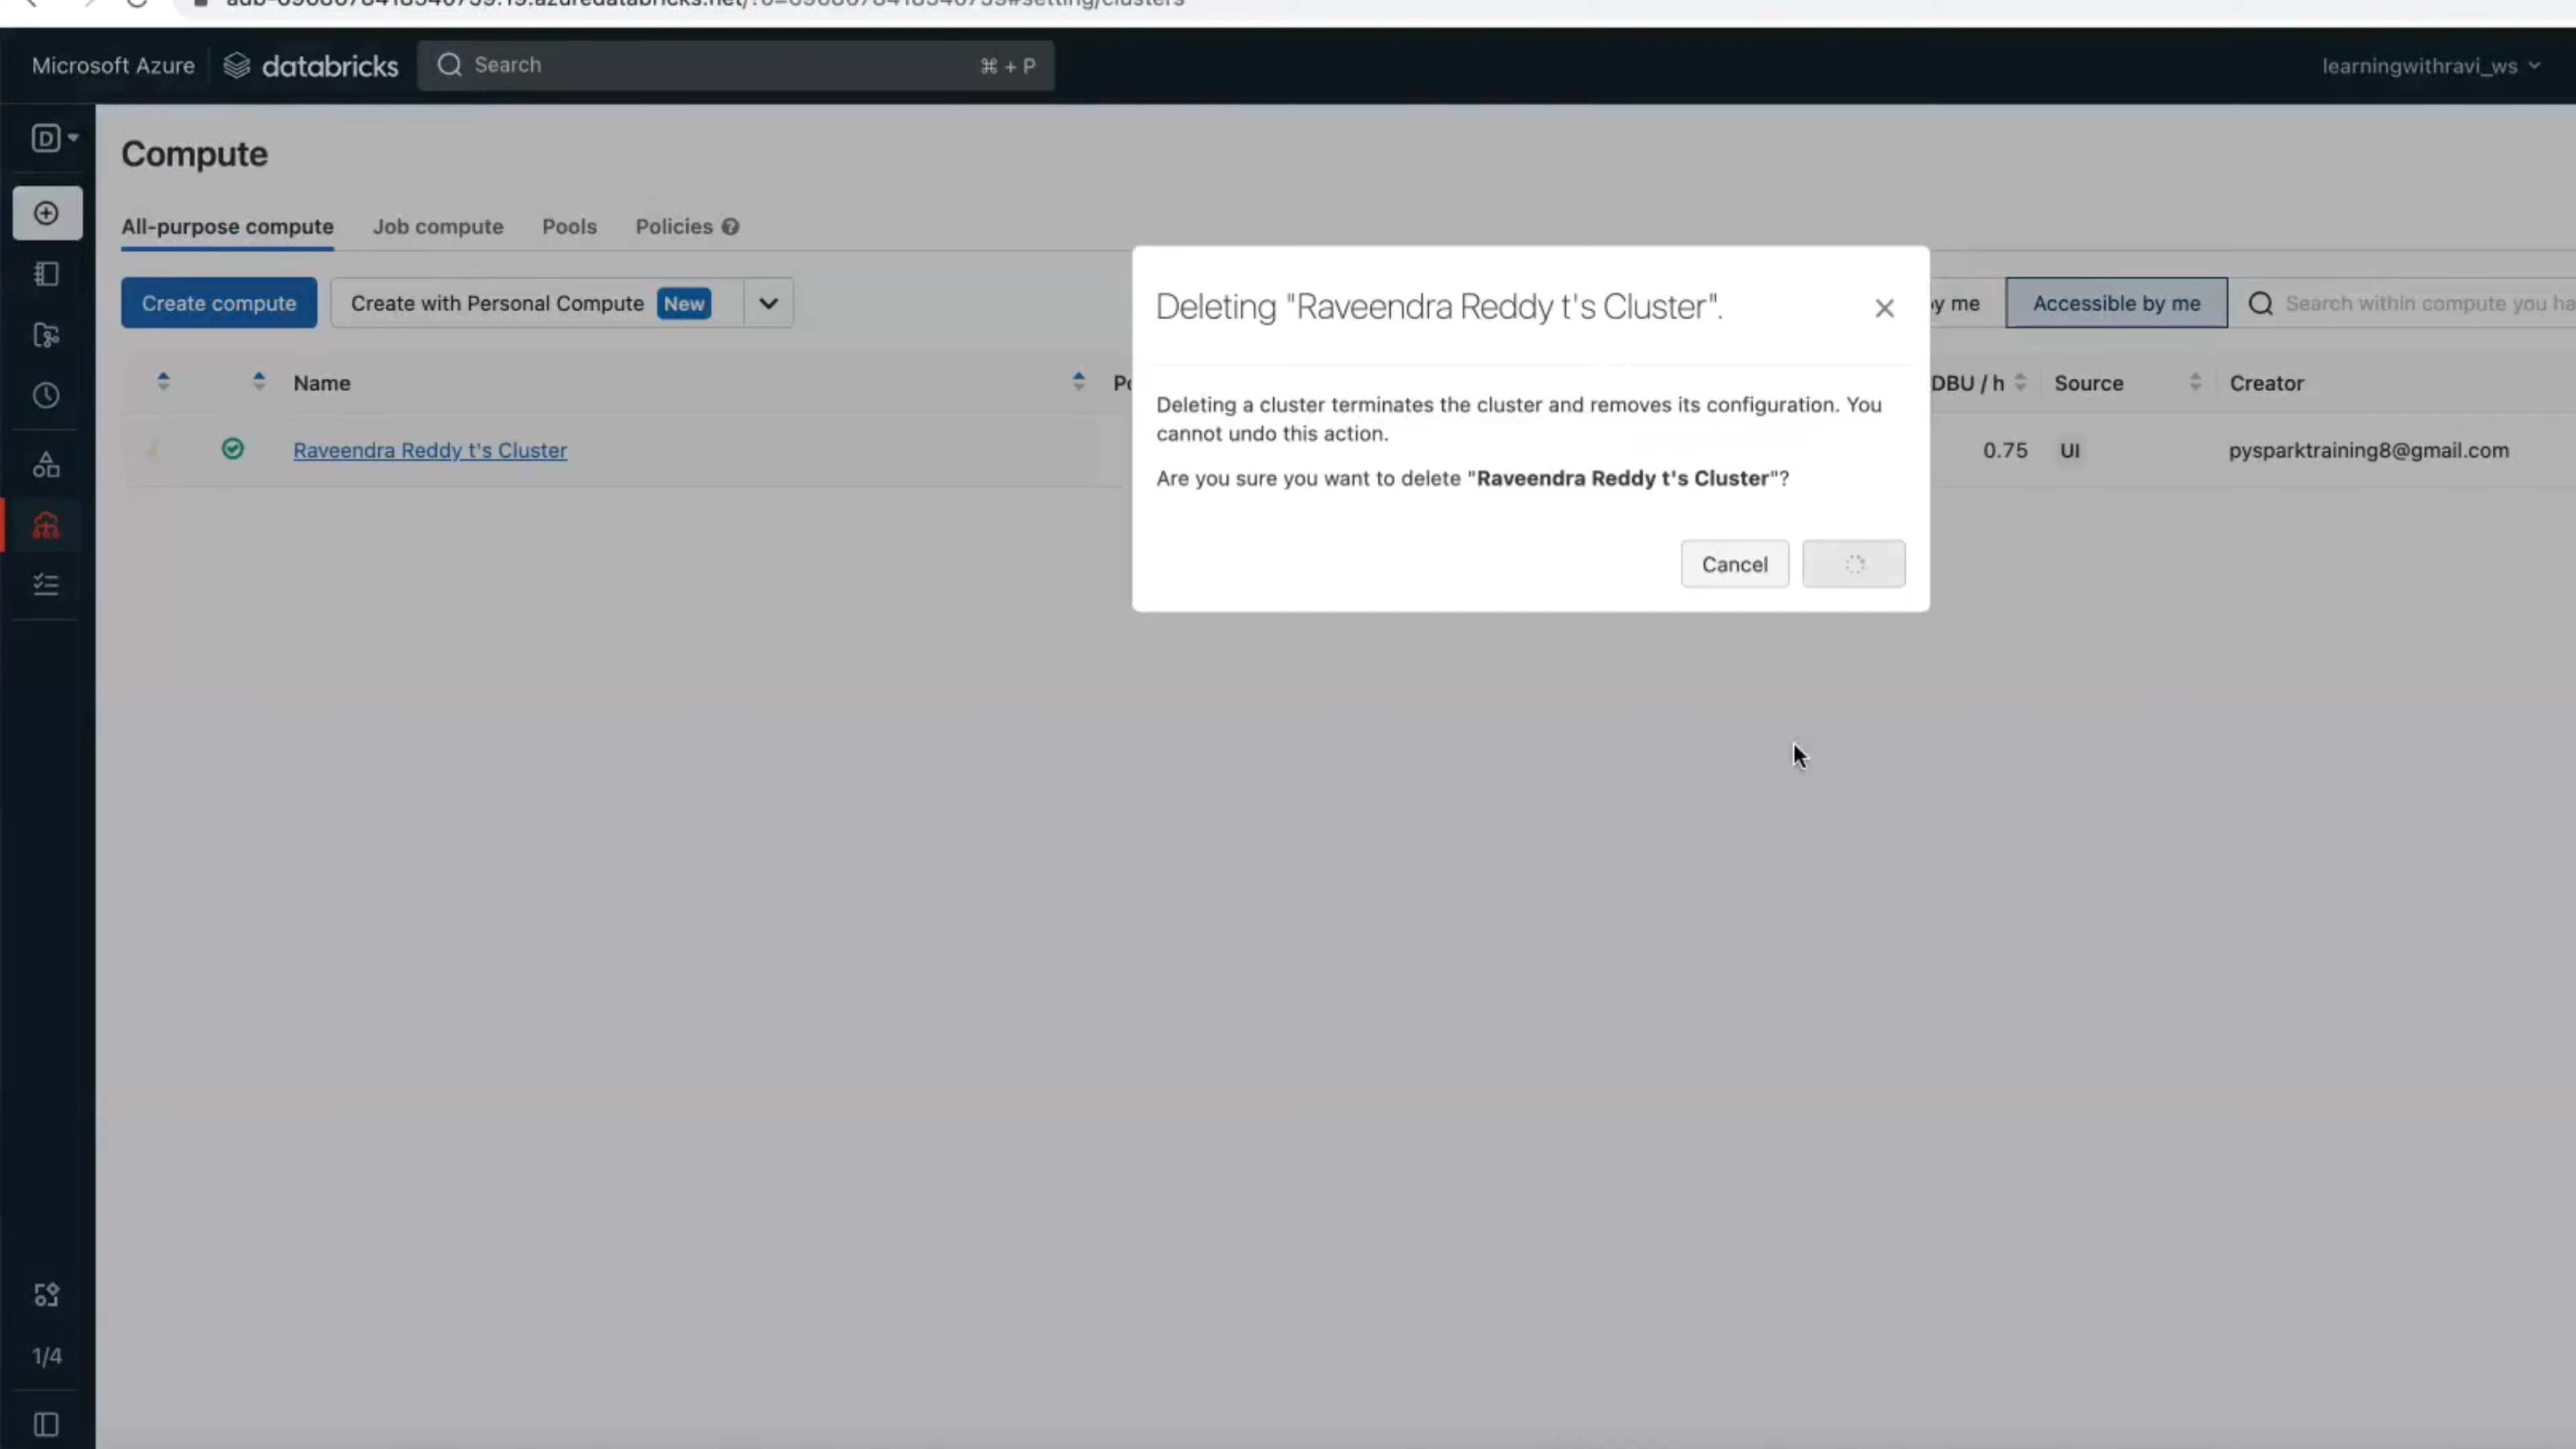 Microsoft Azure databricks Search ⌘ + P learningwithravi_ws
Compute
All-purpose compute Job compute Pools Policies
Create compute Create with Personal Compute New by me Accessible by me Search within compute you ha
Name Po DBU / h Source Creator
Raveendra Reddy t's Cluster 0.75 UI pysparktraining8@gmail.com
Deleting "Raveendra Reddy t's Cluster".
Deleting a cluster terminates the cluster and removes its configuration. You
cannot undo this action.
Are you sure you want to delete "Raveendra Reddy t's Cluster"?
Cancel
1/4